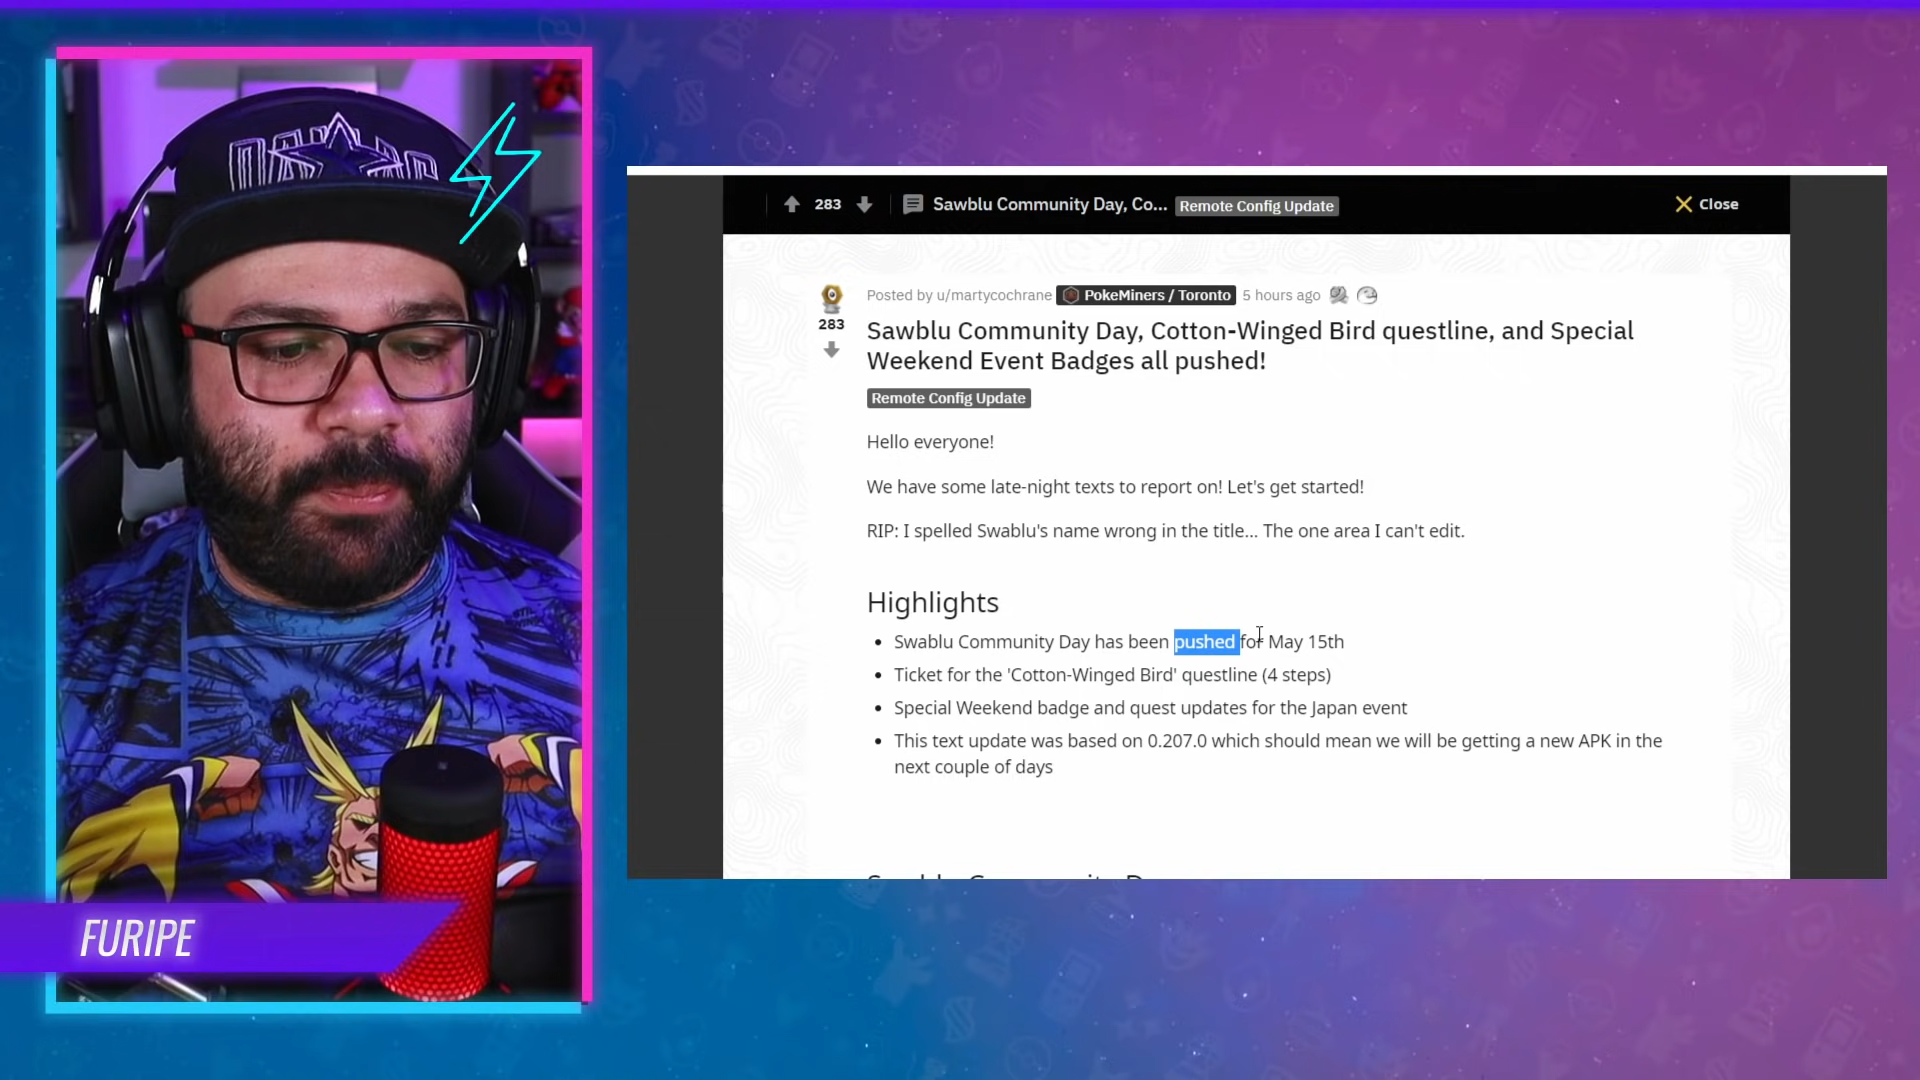 283
Sawblu Community Day, Co...
Remote Config Update
Close
Posted by u/martycochrane
PokeMiners / Toronto
5 hours ago
283
Sawblu Community Day, Cotton-Winged Bird questline, and Special
Weekend Event Badges all pushed!
Remote Config Update
Hello everyone!
We have some late-night texts to report on! Let's get started!
RIP: I spelled Swablu's name wrong in the title... The one area I can't edit.
Highlights
Swablu Community Day has been pushed for May 15th
Ticket for the 'Cotton-Winged Bird' questline (4 steps)
Special Weekend badge and quest updates for the Japan event
This text update was based on 0.207.0 which should mean we will be getting a new APK in the
next couple of days
FURIPE